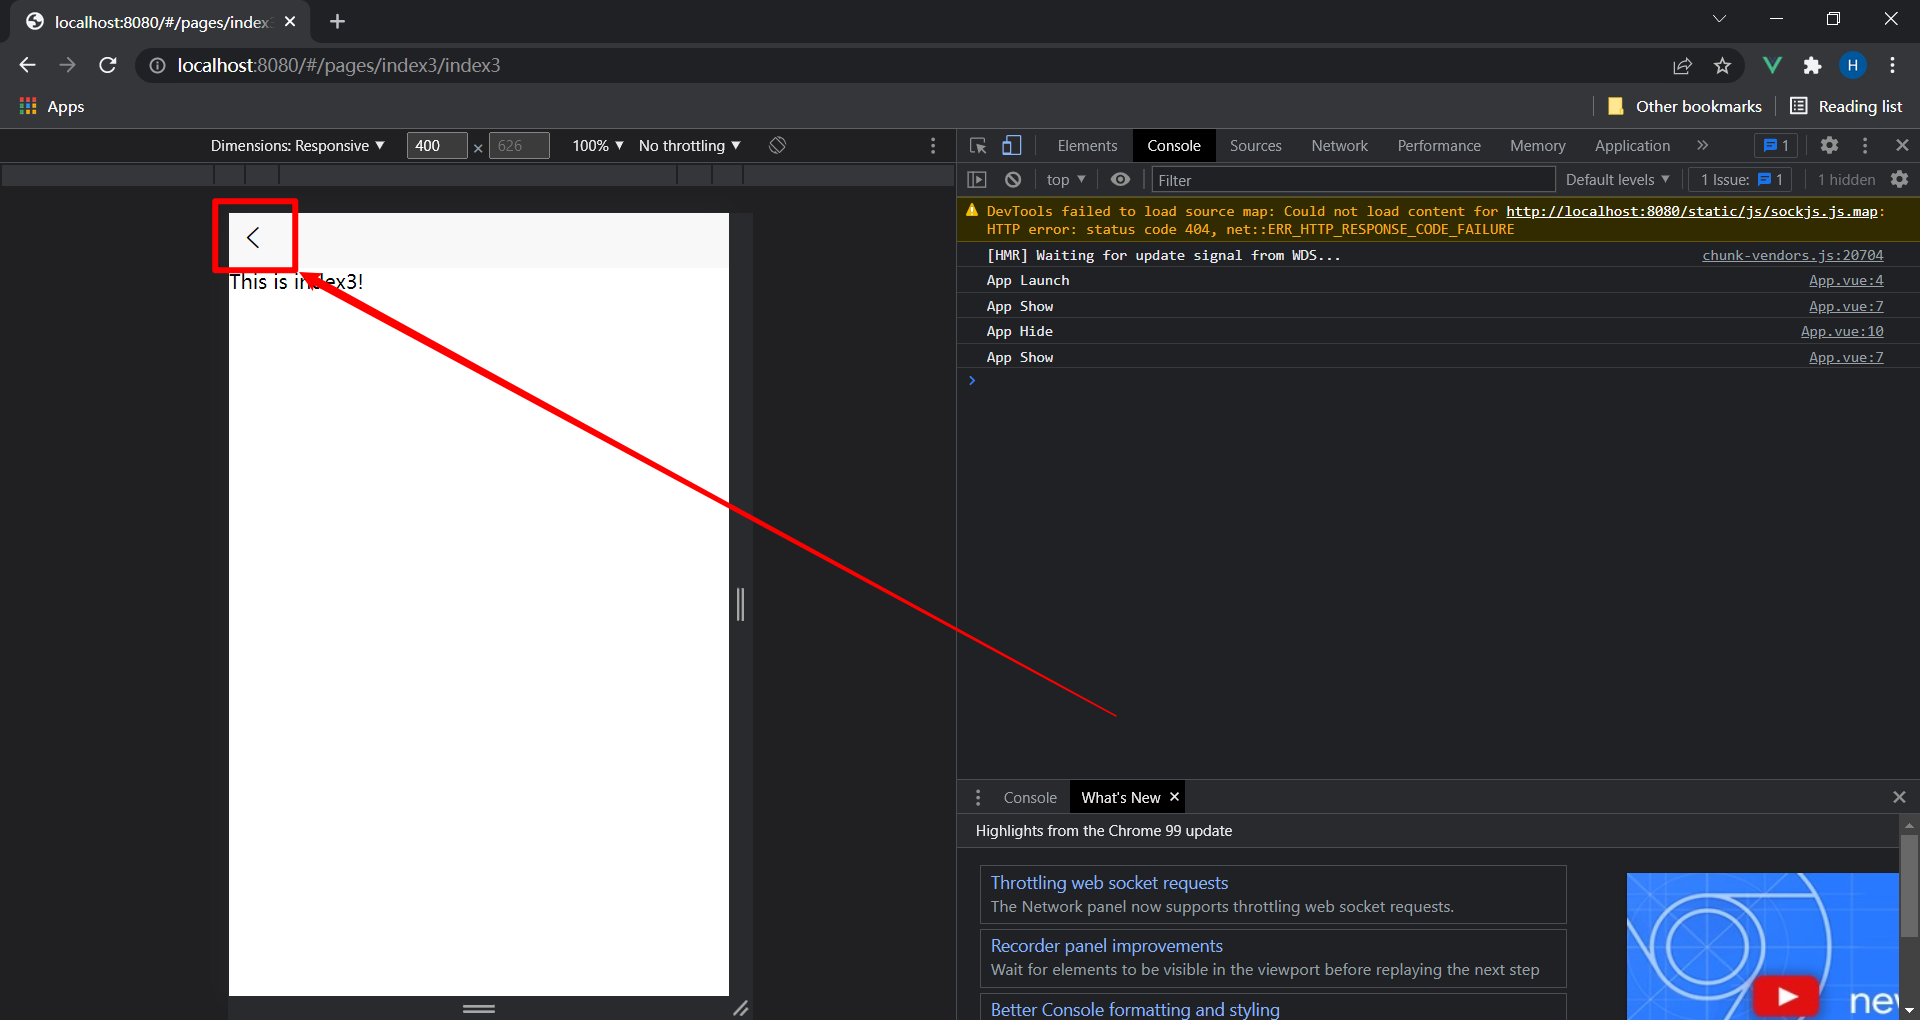 localhost:8080/#/pages/index
localhost:8080/#/pages/index3/index3
H
Apps
Other bookmarks
Reading list
Dimensions: Responsive
400
×
626
100%
No throttling
Elements
Console
Sources
Network
Performance
Memory
Application
1
top
Filter
Default levels
1 Issue:
1
1 hidden
DevTools failed to load source map: Could not load content for http://localhost:8080/static/js/sockjs.js.map:
HTTP error: status code 404, net::ERR_HTTP_RESPONSE_CODE_FAILURE
[HMR] Waiting for update signal from WDS...
chunk-vendors.js:20704
App Launch
App.vue:4
App Show
App.vue:7
App Hide
App.vue:10
App Show
App.vue:7
This is index3!
Console
What's New
Highlights from the Chrome 99 update
Throttling web socket requests
The Network panel now supports throttling web socket requests.
Recorder panel improvements
Wait for elements to be visible in the viewport before replaying the next step
Better Console formatting and styling